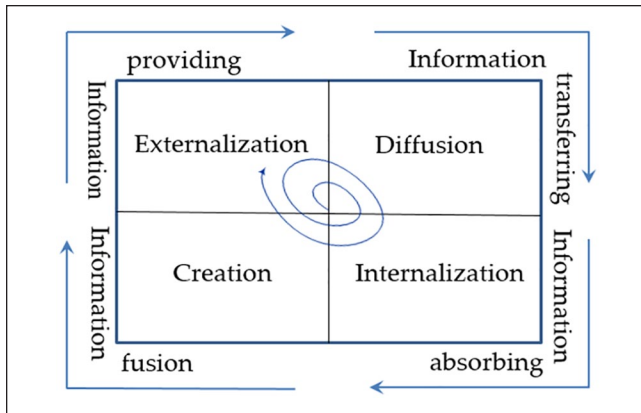 providing
Information
Information
transferring
Externalization
Diffusion
Creation
Internalization
Information
Information
fusion
absorbing